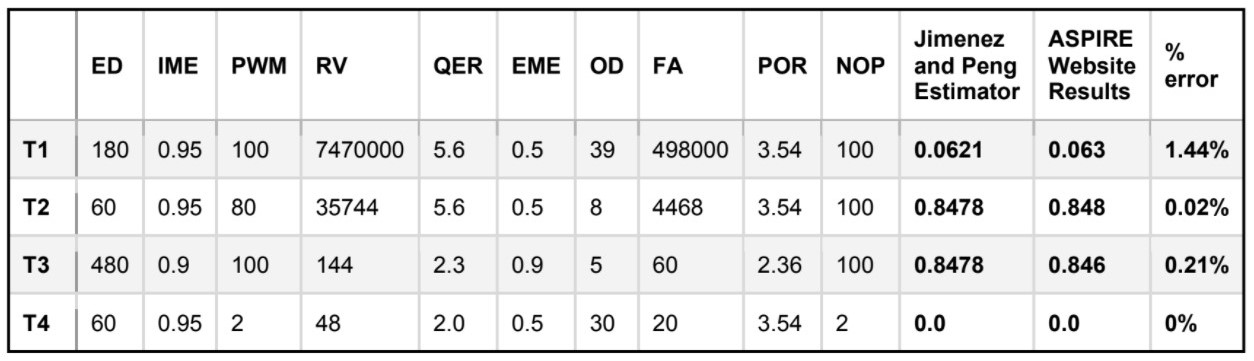 ED IME PWM RV QER EME OD FA POR NOP Jimenez and Peng Estimator ASPIRE Website Results % error
T1 180 0.95 100 7470000 5.6 0.5 39 498000 3.54 100 0.0621 0.063 1.44%
T2 60 0.95 80 35744 5.6 0.5 8 4468 3.54 100 0.8478 0.848 0.02%
T3 480 0.9 100 144 2.3 0.9 5 60 2.36 100 0.8478 0.846 0.21%
T4 60 0.95 2 48 2.0 0.5 30 20 3.54 2 0.0 0.0 0%